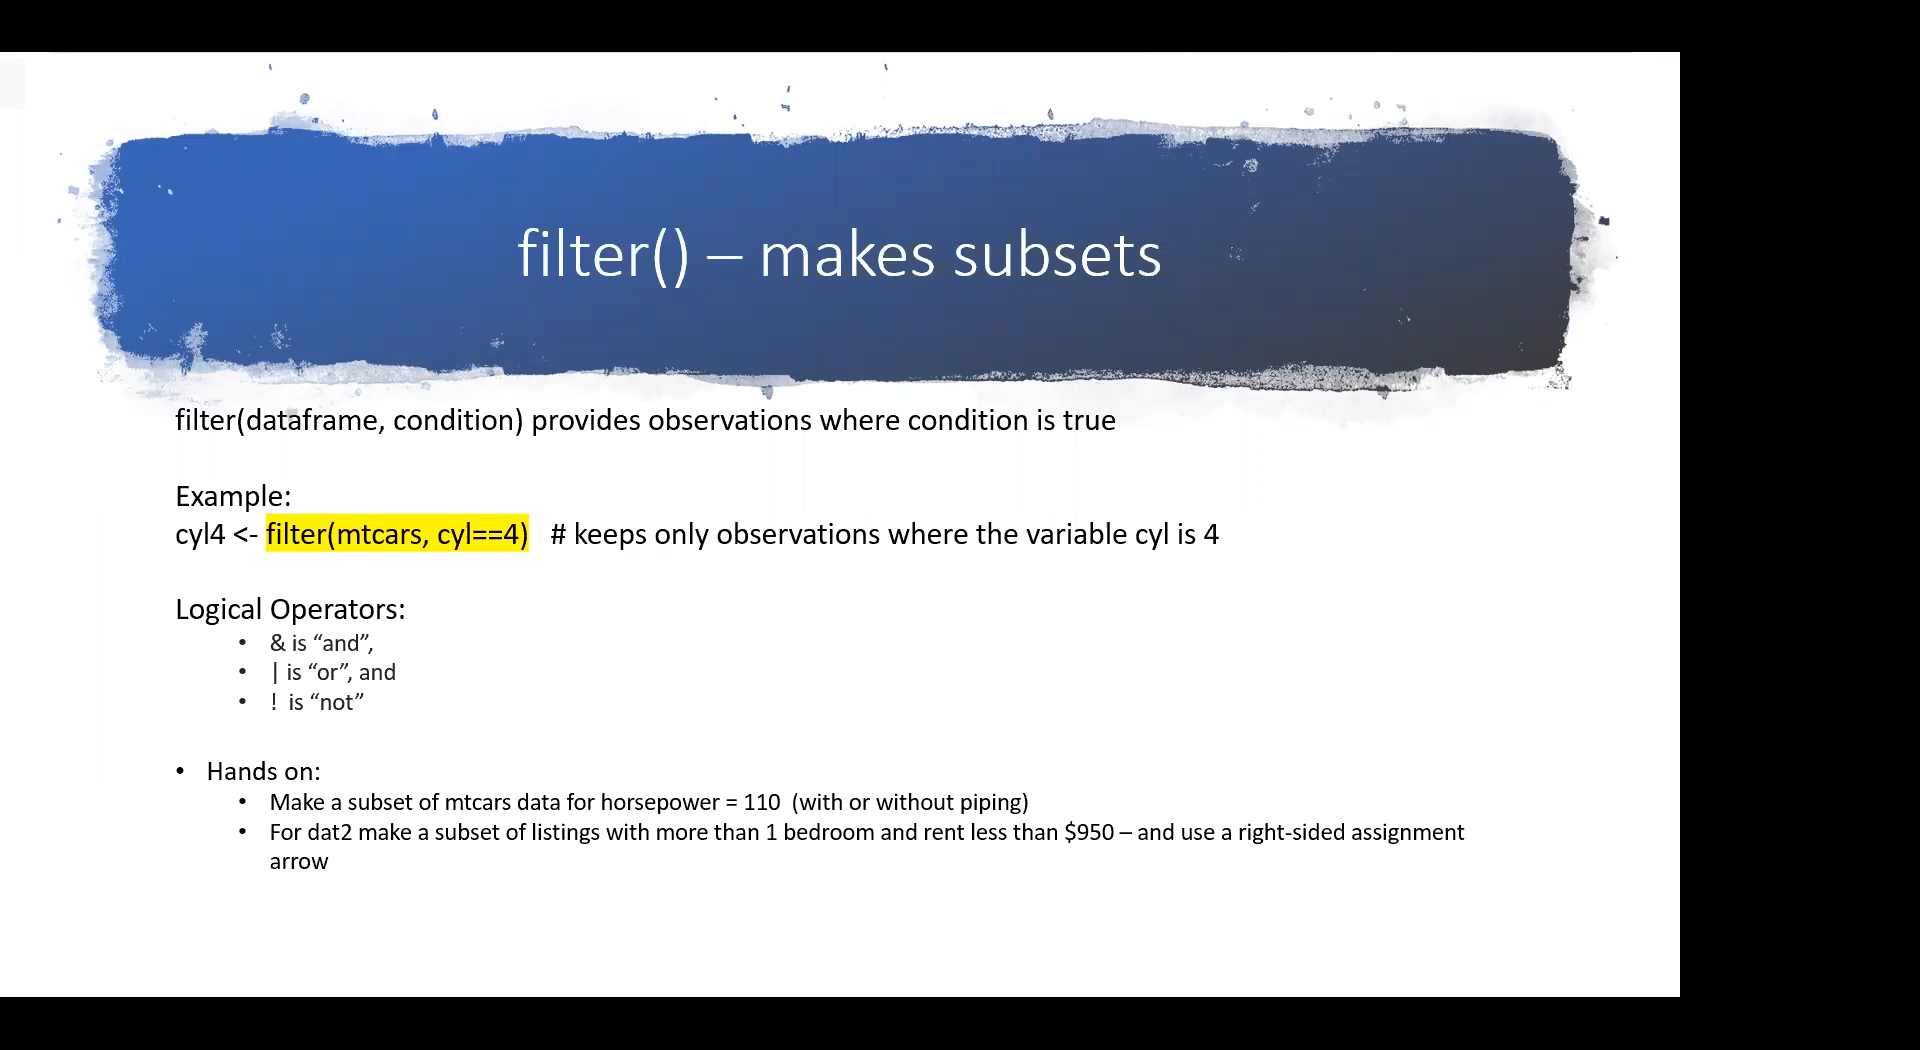 filter() – makes subsets
filter(dataframe, condition) provides observations where condition is true
Example:
cyl4 <- filter(mtcars, cyl==4)   # keeps only observations where the variable cyl is 4
Logical Operators:
• & is “and”,
• | is “or”, and
• !  is “not”
• Hands on:
• Make a subset of mtcars data for horsepower = 110  (with or without piping)
• For dat2 make a subset of listings with more than 1 bedroom and rent less than $950 – and use a right-sided assignment
arrow